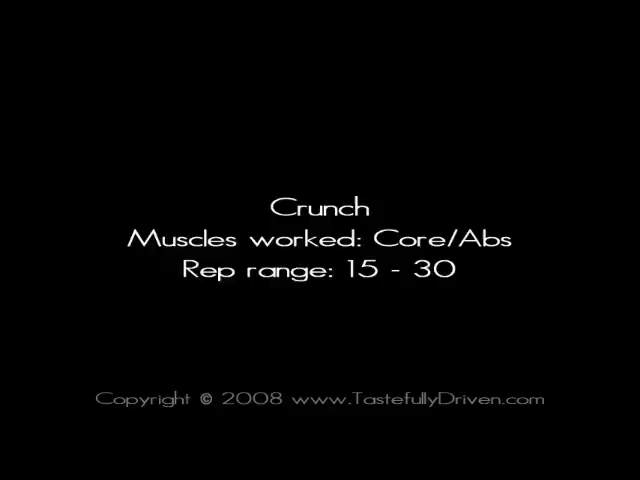 Crunch
Muscles worked: Core/Abs
Rep range: 15 - 30
Copyright © 2008 www.TastefullyDriven.com